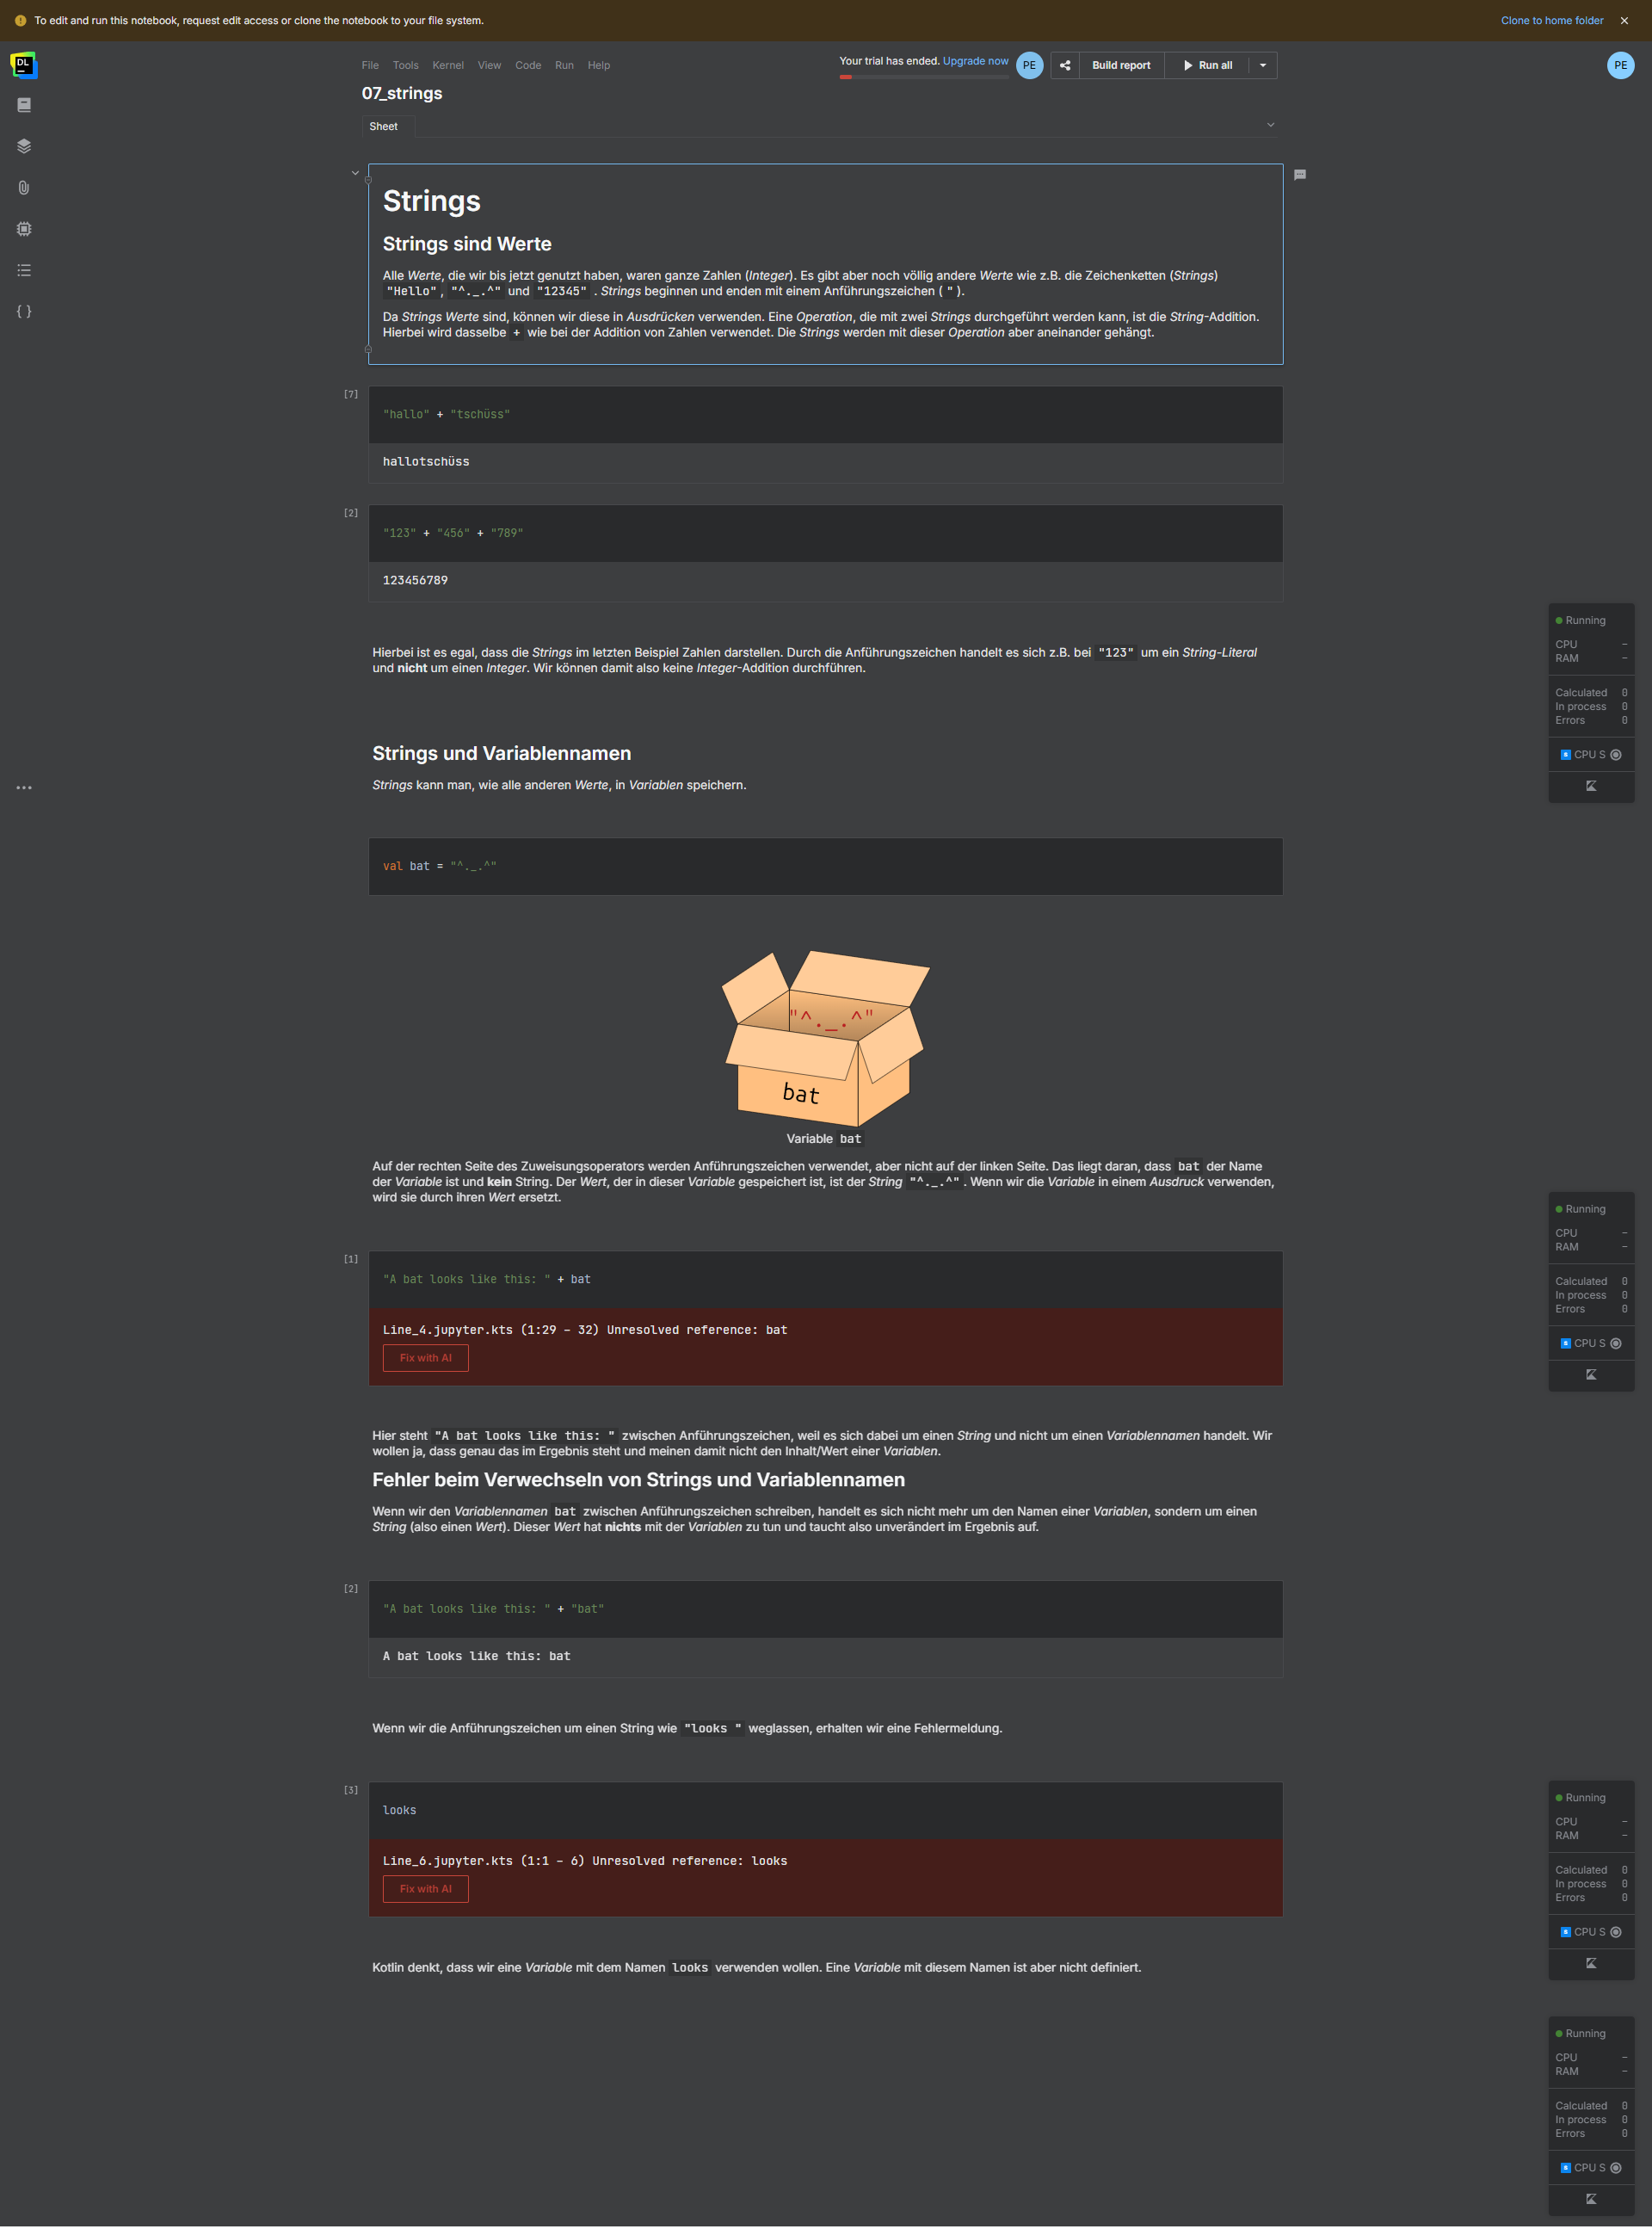 To edit and run this notebook, request edit access or clone the notebook to your file system.
Clone to home folder
DL
File Tools Kernel View Code Run Help
Your trial has ended. Upgrade now
PE
Build report
Run all
PE
07_strings
Sheet
Strings
Strings sind Werte
Alle Werte, die wir bis jetzt genutzt haben, waren ganze Zahlen (Integer). Es gibt aber noch völlig andere Werte wie z.B. die Zeichenketten (Strings)
"Hello", "^._.^" und "12345" . Strings beginnen und enden mit einem Anführungszeichen ( " ).
Da Strings Werte sind, können wir diese in Ausdrücken verwenden. Eine Operation, die mit zwei Strings durchgeführt werden kann, ist die String-Addition.
Hierbei wird dasselbe + wie bei der Addition von Zahlen verwendet. Die Strings werden mit dieser Operation aber aneinander gehängt.
[7]
"hallo" + "tschüss"
hallotschüss
[2]
"123" + "456" + "789"
123456789
Hierbei ist es egal, dass die Strings im letzten Beispiel Zahlen darstellen. Durch die Anführungszeichen handelt es sich z.B. bei "123" um ein String-Literal
und nicht um einen Integer. Wir können damit also keine Integer-Addition durchführen.
Running
CPU –
RAM –
Calculated 0
In process 0
Errors 0
CPU S
Strings und Variablennamen
Strings kann man, wie alle anderen Werte, in Variablen speichern.
val bat = "^._.^"
"^._.^"
bat
Variable bat
Auf der rechten Seite des Zuweisungsoperators werden Anführungszeichen verwendet, aber nicht auf der linken Seite. Das liegt daran, dass bat der Name
der Variable ist und kein String. Der Wert, der in dieser Variable gespeichert ist, ist der String "^._.^" . Wenn wir die Variable in einem Ausdruck verwenden,
wird sie durch ihren Wert ersetzt.
Running
CPU –
RAM –
Calculated 0
In process 0
Errors 0
CPU S
[1]
"A bat looks like this: " + bat
Line_4.jupyter.kts (1:29 – 32) Unresolved reference: bat
Fix with AI
Hier steht "A bat looks like this: " zwischen Anführungszeichen, weil es sich dabei um einen String und nicht um einen Variablennamen handelt. Wir
wollen ja, dass genau das im Ergebnis steht und meinen damit nicht den Inhalt/Wert einer Variablen.
Fehler beim Verwechseln von Strings und Variablennamen
Wenn wir den Variablennamen bat zwischen Anführungszeichen schreiben, handelt es sich nicht mehr um den Namen einer Variablen, sondern um einen
String (also einen Wert). Dieser Wert hat nichts mit der Variablen zu tun und taucht also unverändert im Ergebnis auf.
[2]
"A bat looks like this: " + "bat"
A bat looks like this: bat
Wenn wir die Anführungszeichen um einen String wie "looks " weglassen, erhalten wir eine Fehlermeldung.
[3]
looks
Line_6.jupyter.kts (1:1 – 6) Unresolved reference: looks
Fix with AI
Running
CPU –
RAM –
Calculated 0
In process 0
Errors 0
CPU S
Kotlin denkt, dass wir eine Variable mit dem Namen looks verwenden wollen. Eine Variable mit diesem Namen ist aber nicht definiert.
Running
CPU –
RAM –
Calculated 0
In process 0
Errors 0
CPU S